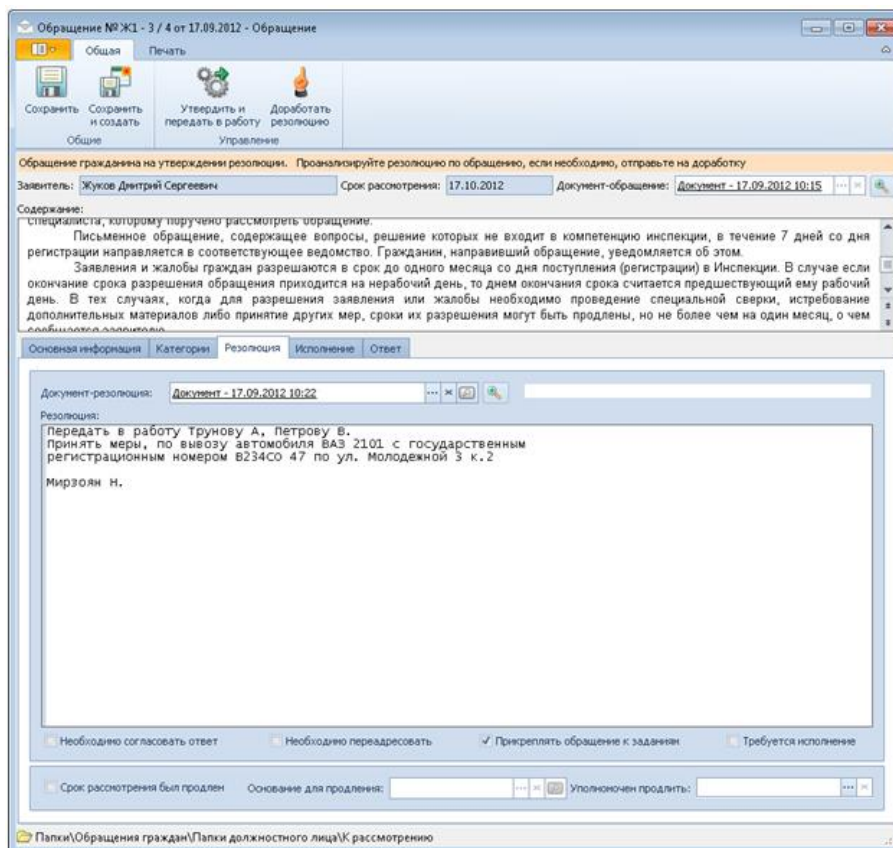 Обращение № Ж1 - 3 / 4 от 17.09.2012 - Обращение
Общая Печать
Сохранить Сохранить и создать Утвердить и передать в работу Доработать резолюцию
Общие Управление
Обращение гражданина на утверждении резолюции. Проанализируйте резолюцию по обращению, если необходимо, отправьте на доработку
Заявитель: Жуков Дмитрий Сергеевич Срок рассмотрения: 17.10.2012 Документ-обращение: Документ - 17.09.2012 10:15
Содержание:
специалиста, которому поручено рассмотреть обращение.
Письменное обращение, содержащее вопросы, решение которых не входит в компетенцию инспекции, в течение 7 дней со дня
регистрации направляется в соответствующее ведомство. Гражданин, направивший обращение, уведомляется об этом.
Заявления и жалобы граждан разрешаются в срок до одного месяца со дня поступления (регистрации) в Инспекции. В случае если
окончание срока разрешения обращения приходится на нерабочий день, то днем окончания срока считается предшествующий ему рабочий
день. В тех случаях, когда для разрешения заявления или жалобы необходимо проведение специальной сверки, истребование
дополнительных материалов либо принятие других мер, сроки их разрешения могут быть продлены, но не более чем на один месяц, о чем
сообщается заявителю.
Основная информация Категории Резолюция Исполнение Ответ
Документ-резолюция: Документ - 17.09.2012 10:22
Резолюция:
Передать в работу Трунову А, Петрову В.
Принять меры, по вывозу автомобиля ВАЗ 2101 с государственным
регистрационным номером В234СО 47 по ул. Молодежной 3 к.2
Мирзоян Н.
Необходимо согласовать ответ Необходимо переадресовать Прикреплять обращение к заданиям Требуется исполнение
Срок рассмотрения был продлен Основание для продления: Уполномочен продлить:
Папки\Обращения граждан\Папки должностного лица\К рассмотрению